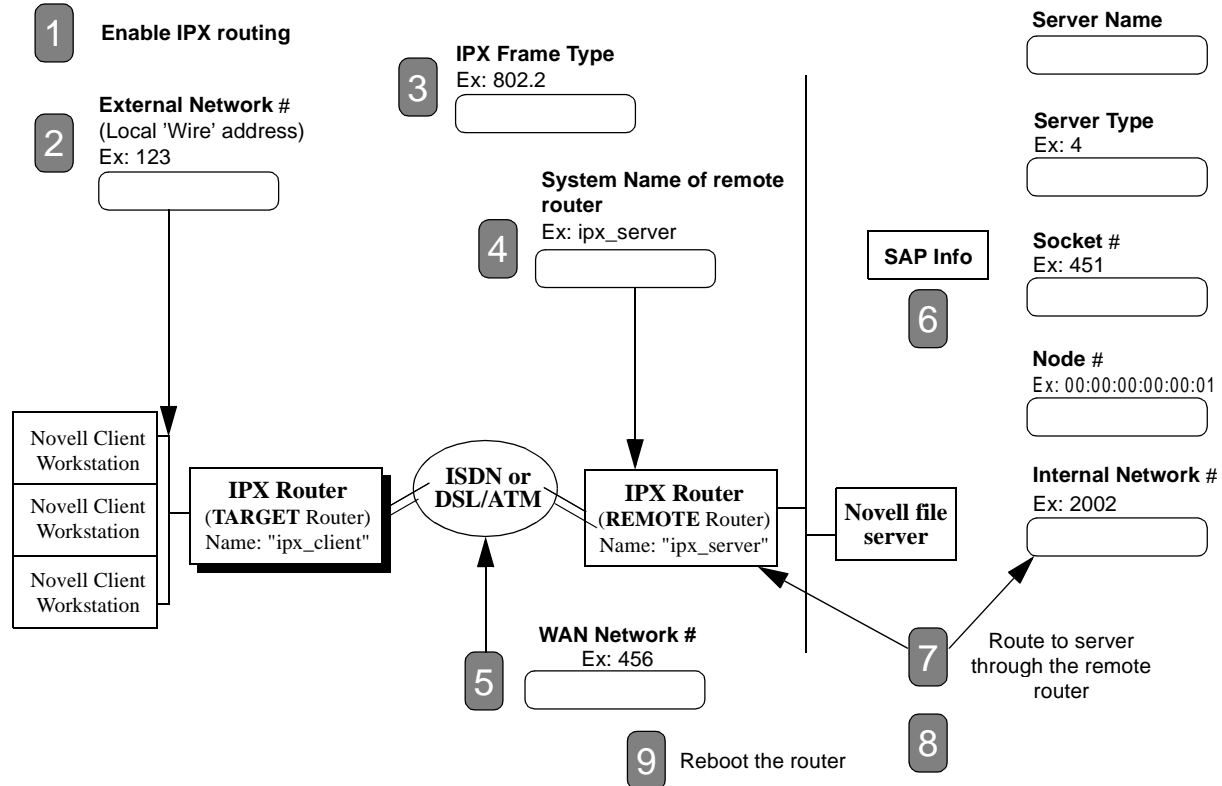 1
Enable IPX routing
2
External Network #
(Local 'Wire' address)
Ex: 123
3
IPX Frame Type
Ex: 802.2
4
System Name of remote
router
Ex: ipx_server
Server Name
Server Type
Ex: 4
SAP Info
6
Socket #
Ex: 451
Node #
Ex: 00:00:00:00:00:01
Internal Network #
Ex: 2002
Novell Client
Workstation
Novell Client
Workstation
Novell Client
Workstation
IPX Router
(TARGET Router)
Name: "ipx_client"
ISDN or
DSL/ATM
IPX Router
(REMOTE Router)
Name: "ipx_server"
Novell file
server
5
WAN Network #
Ex: 456
7
Route to server
through the remote
router
8
9
Reboot the router